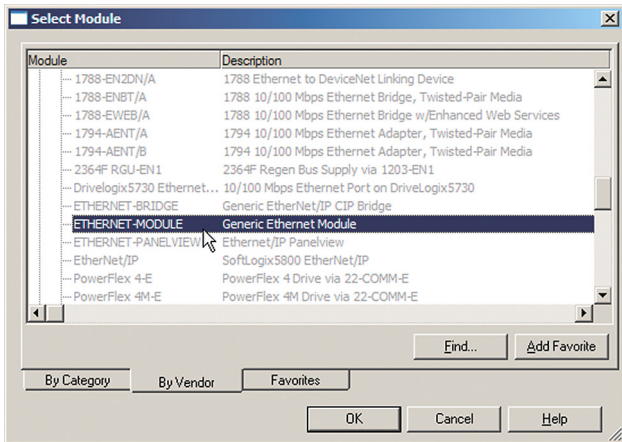 Select Module
Module Description
1788-EN2DN/A 1788 Ethernet to DeviceNet Linking Device
1788-ENBT/A 1788 10/100 Mbps Ethernet Bridge, Twisted-Pair Media
1788-EWEB/A 1788 10/100 Mbps Ethernet Bridge w/Enhanced Web Services
1794-AENT/A 1794 10/100 Mbps Ethernet Adapter, Twisted-Pair Media
1794-AENT/B 1794 10/100 Mbps Ethernet Adapter, Twisted-Pair Media
2364F RGU-EN1 2364F Regen Bus Supply via 1203-EN1
Drivelogix5730 Ethernet... 10/100 Mbps Ethernet Port on DriveLogix5730
ETHERNET-BRIDGE Generic EtherNet/IP CIP Bridge
ETHERNET-MODULE Generic Ethernet Module
ETHERNET-PANELVIEW Ethernet/IP Panelview
EtherNet/IP SoftLogix5800 EtherNet/IP
PowerFlex 4-E PowerFlex 4 Drive via 22-COMM-E
PowerFlex 4M-E PowerFlex 4M Drive via 22-COMM-E
Find... Add Favorite
By Category By Vendor Favorites
OK Cancel Help